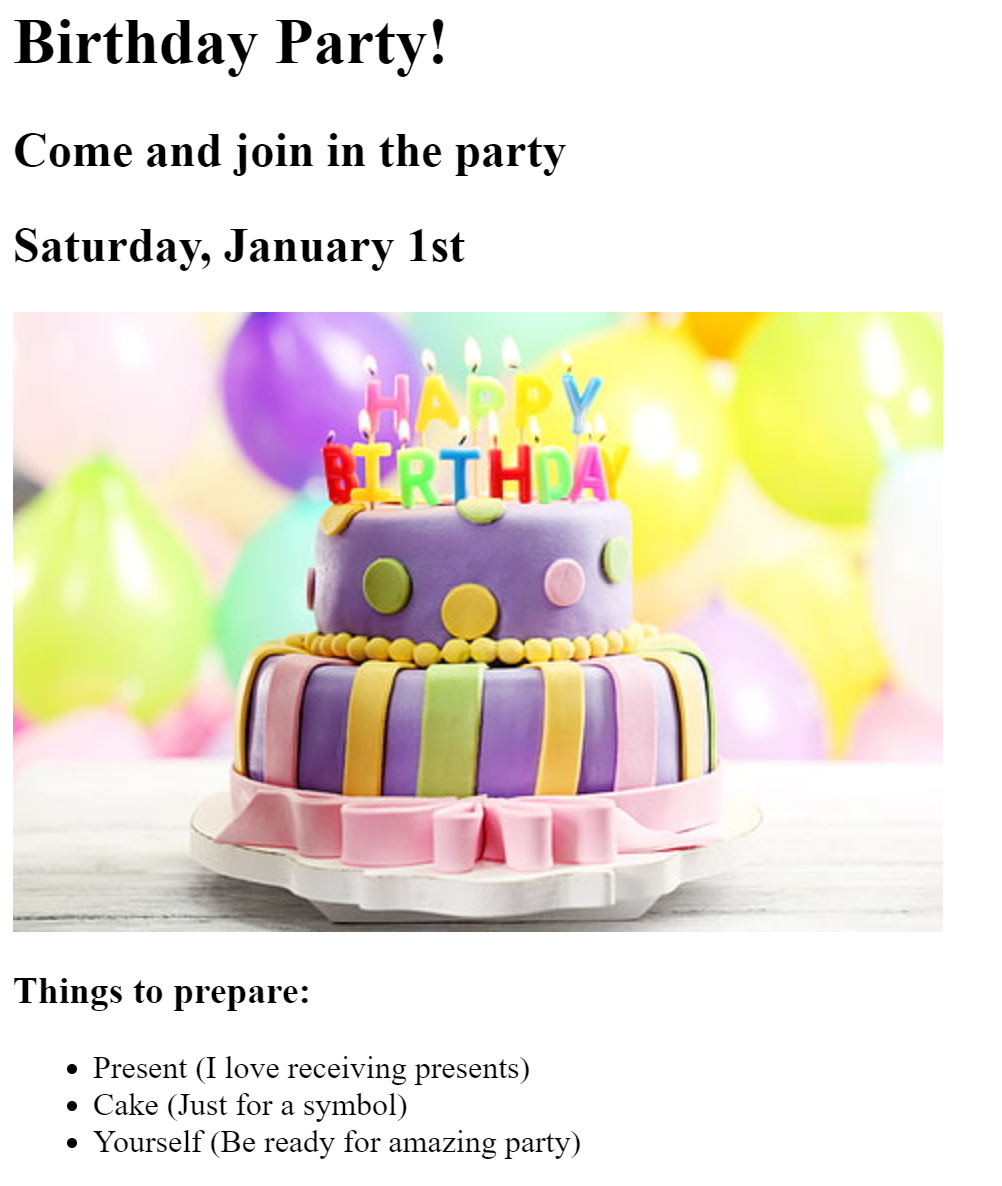 Birthday Party!
Come and join in the party
Saturday, January 1st
HAPPY
BIRTHDAY
Things to prepare:
Present (I love receiving presents)
Cake (Just for a symbol)
Yourself (Be ready for amazing party)